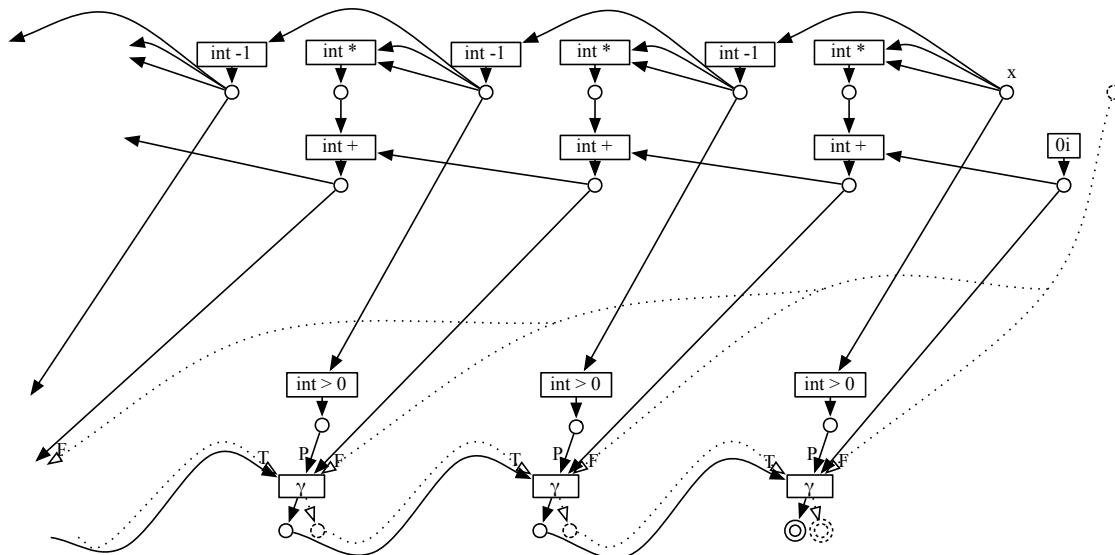 int -1
int *
int -1
int *
int -1
int *
x
int +
int +
int +
0i
int > 0
int > 0
int > 0
F
T
P
F
T
P
F
T
P
F
γ
γ
γ